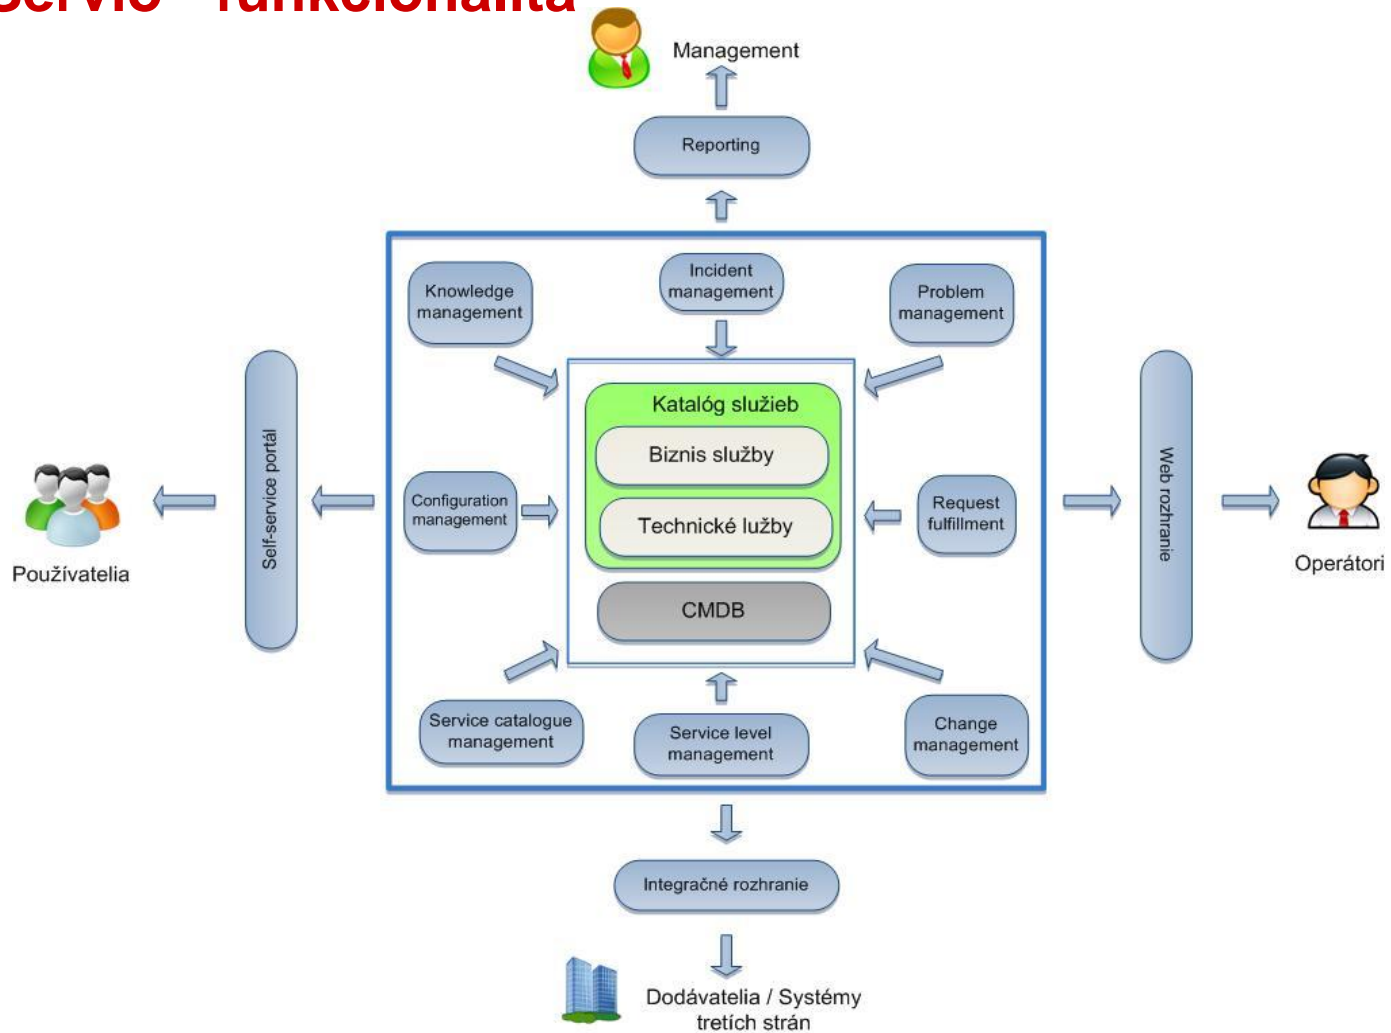 Servio - funkcionalita
Management
Reporting
Incident
management
Knowledge
management
Problem
management
Katalóg služieb
Biznis služby
Technické lužby
CMDB
Configuration
management
Request
fulfillment
Self-service portál
Web rozhranie
Používatelia
Operátori
Service catalogue
management
Service level
management
Change
management
Integračné rozhranie
Dodávatelia / Systémy
tretích strán